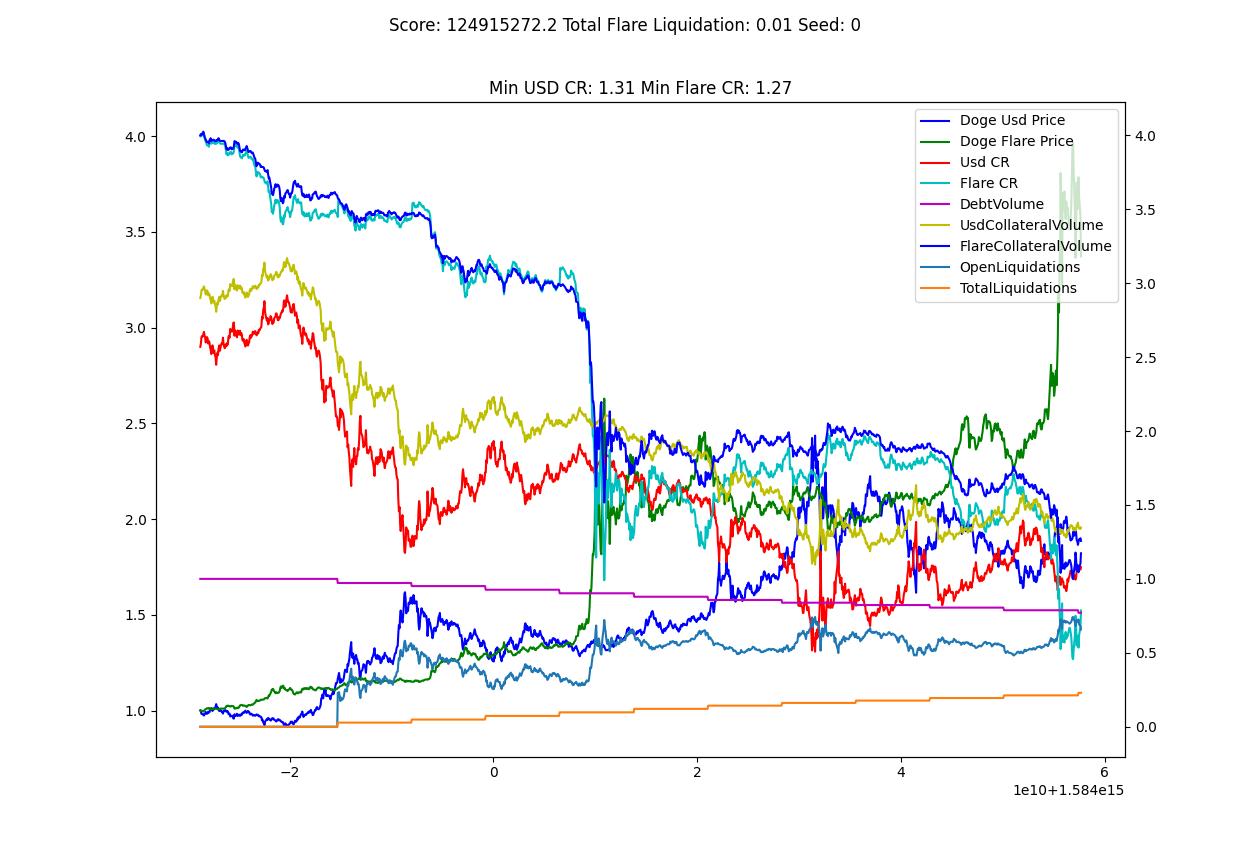 Score: 124915272.2 Total Flare Liquidation: 0.01 Seed: 0
Min USD CR: 1.31 Min Flare CR: 1.27
Doge Usd Price
Doge Flare Price
Usd CR
Flare CR
DebtVolume
UsdCollateralVolume
FlareCollateralVolume
OpenLiquidations
TotalLiquidations
4.0
3.5
3.0
2.5
2.0
1.5
1.0
4.0
3.5
3.0
2.5
2.0
1.5
1.0
0.5
0.0
−2
0
2
4
6
1e10+1.584e15